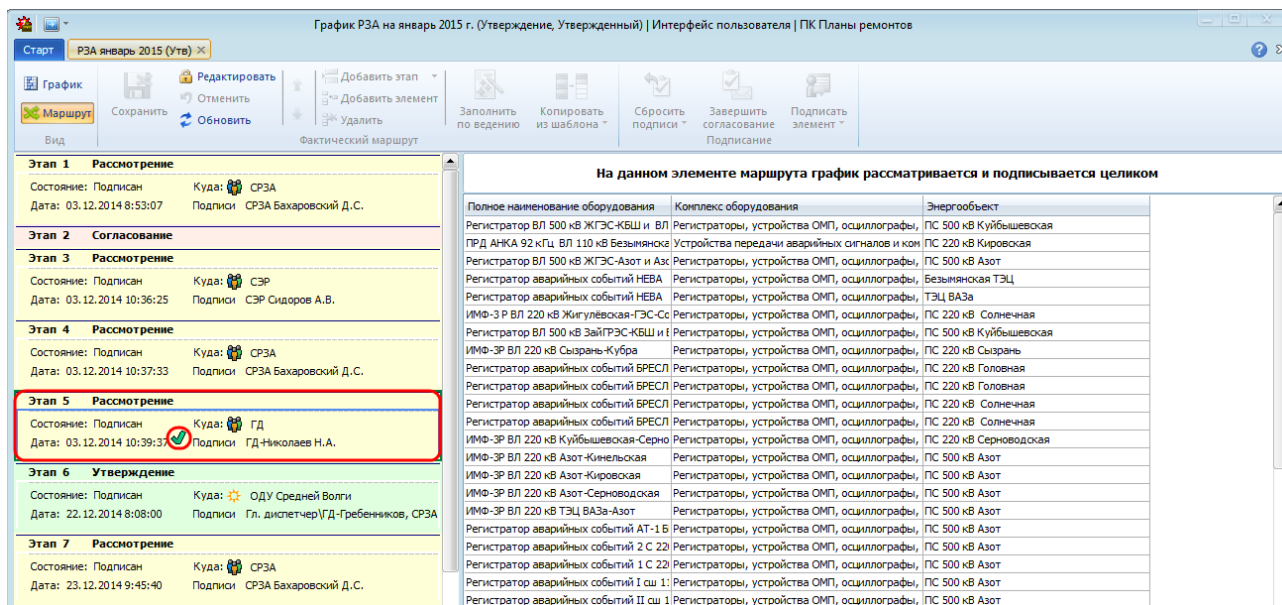 График РЗА на январь 2015 г. (Утверждение, Утвержденный) | Интерфейс пользователя | ПК Планы ремонтов
Старт РЗА январь 2015 (Утв)
График
Маршрут
Вид
Сохранить
Редактировать
Отменить
Обновить
Добавить этап
Добавить элемент
Удалить
Фактический маршрут
Заполнить по ведению
Копировать из шаблона
Сбросить подписи
Завершить согласование
Подписать элемент
Подписание
Этап 1 Рассмотрение
Состояние: Подписан Куда: СРЗА
Дата: 03.12.2014 8:53:07 Подписи СРЗА Бахаровский Д.С.
Этап 2 Согласование
Этап 3 Рассмотрение
Состояние: Подписан Куда: СЭР
Дата: 03.12.2014 10:36:25 Подписи СЭР Сидоров А.В.
Этап 4 Рассмотрение
Состояние: Подписан Куда: СРЗА
Дата: 03.12.2014 10:37:33 Подписи СРЗА Бахаровский Д.С.
Этап 5 Рассмотрение
Состояние: Подписан Куда: ГД
Дата: 03.12.2014 10:39:37 Подписи ГД-Николаев Н.А.
Этап 6 Утверждение
Состояние: Подписан Куда: ОДУ Средней Волги
Дата: 22.12.2014 8:08:00 Подписи Гл. диспетчер\ГД-Гребенников, СРЗА
Этап 7 Рассмотрение
Состояние: Подписан Куда: СРЗА
Дата: 23.12.2014 9:45:40 Подписи СРЗА Бахаровский Д.С.
На данном элементе маршрута график рассматривается и подписывается целиком
Полное наименование оборудования Комплекс оборудования Энергообъект
Регистратор ВЛ 500 кВ ЖГЭС-КБШ и ВЛ Регистраторы, устройства ОМП, осциллографы, ПС 500 кВ Куйбышевская
ПРД АНКА 92 кГц ВЛ 110 кВ Безымянска Устройства передачи аварийных сигналов и ком ПС 220 кВ Кировская
Регистратор ВЛ 500 кВ ЖГЭС-Азот и Азо Регистраторы, устройства ОМП, осциллографы, ПС 500 кВ Азот
Регистратор аварийных событий НЕВА Регистраторы, устройства ОМП, осциллографы, Безымянская ТЭЦ
Регистратор аварийных событий НЕВА Регистраторы, устройства ОМП, осциллографы, ТЭЦ ВАЗа
ИМФ-3 Р ВЛ 220 кВ Жигулёвская-ГЭС-Со Регистраторы, устройства ОМП, осциллографы, ПС 220 кВ Солнечная
Регистратор ВЛ 500 кВ ЗайГРЭС-КБШ и Регистраторы, устройства ОМП, осциллографы, ПС 500 кВ Куйбышевская
ИМФ-3Р ВЛ 220 кВ Сызрань-Кубра Регистраторы, устройства ОМП, осциллографы, ПС 220 кВ Сызрань
Регистратор аварийных событий БРЕСЛ Регистраторы, устройства ОМП, осциллографы, ПС 220 кВ Головная
Регистратор аварийных событий БРЕСЛ Регистраторы, устройства ОМП, осциллографы, ПС 220 кВ Головная
Регистратор аварийных событий БРЕСЛ Регистраторы, устройства ОМП, осциллографы, ПС 220 кВ Солнечная
Регистратор аварийных событий БРЕСЛ Регистраторы, устройства ОМП, осциллографы, ПС 220 кВ Солнечная
ИМФ-3Р ВЛ 220 кВ Куйбышевская-Серно Регистраторы, устройства ОМП, осциллографы, ПС 220 кВ Серноводская
ИМФ-3Р ВЛ 220 кВ Азот-Кинельская Регистраторы, устройства ОМП, осциллографы, ПС 500 кВ Азот
ИМФ-3Р ВЛ 220 кВ Азот-Кировская Регистраторы, устройства ОМП, осциллографы, ПС 500 кВ Азот
ИМФ-3Р ВЛ 220 кВ Азот-Серноводская Регистраторы, устройства ОМП, осциллографы, ПС 500 кВ Азот
ИМФ-3Р ВЛ 220 кВ ТЭЦ ВАЗа-Азот Регистраторы, устройства ОМП, осциллографы, ПС 500 кВ Азот
Регистратор аварийных событий АТ-1 Б Регистраторы, устройства ОМП, осциллографы, ПС 500 кВ Азот
Регистратор аварийных событий 2 С 22 Регистраторы, устройства ОМП, осциллографы, ПС 500 кВ Азот
Регистратор аварийных событий 1 С 22 Регистраторы, устройства ОМП, осциллографы, ПС 500 кВ Азот
Регистратор аварийных событий I сш 1 Регистраторы, устройства ОМП, осциллографы, ПС 500 кВ Азот
Регистратор аварийных событий II сш 1 Регистраторы, устройства ОМП, осциллографы, ПС 500 кВ Азот